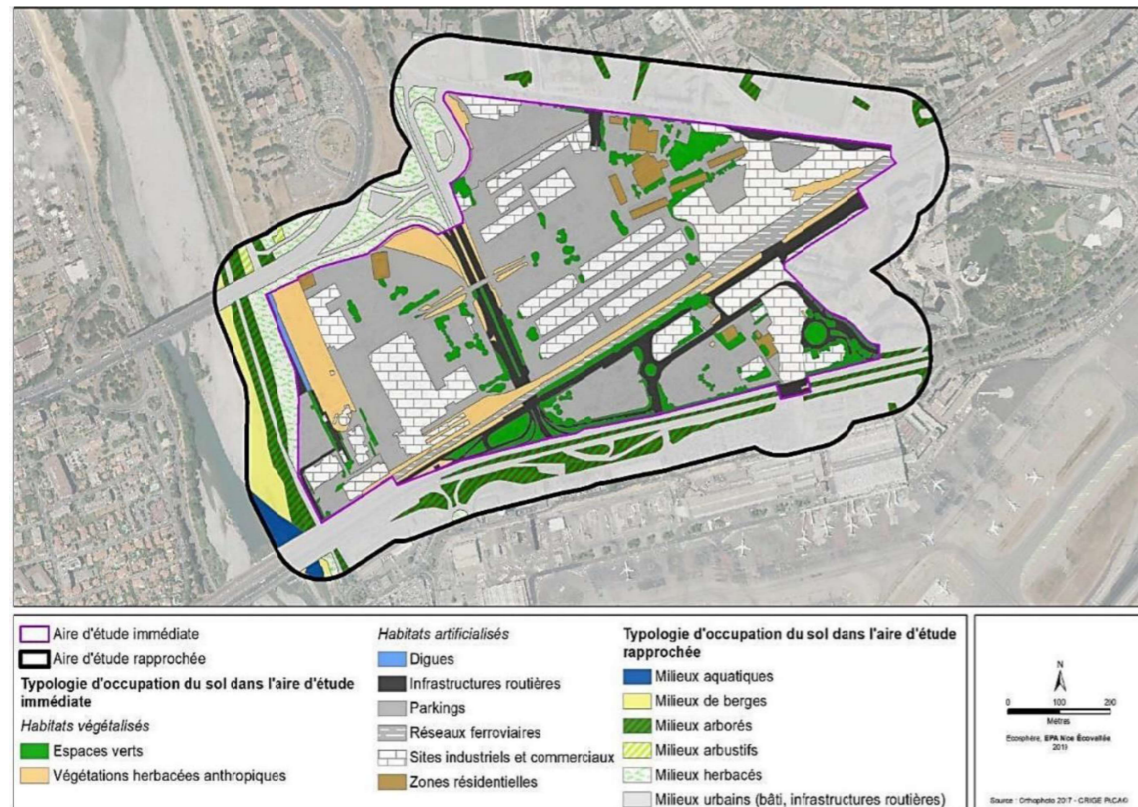 Aire d'étude immédiate
Aire d'étude rapprochée
Typologie d'occupation du sol dans l'aire d'étude
immédiate
Habitats végétalisés
Espaces verts
Végétations herbacées anthropiques
Habitats artificialisés
Digues
Infrastructures routières
Parkings
Réseaux ferroviaires
Sites industriels et commerciaux
Zones résidentielles
Typologie d'occupation du sol dans l'aire d'étude
rapprochée
Milieux aquatiques
Milieux de berges
Milieux arborés
Milieux arbustifs
Milieux herbacés
Milieux urbains (bâti, infrastructures routières)
N
0 100 200
Mètres
Ecosphère, EPA Nice Écovallée
2019
Source : Orthophoto 2017 - CRIGE PACA